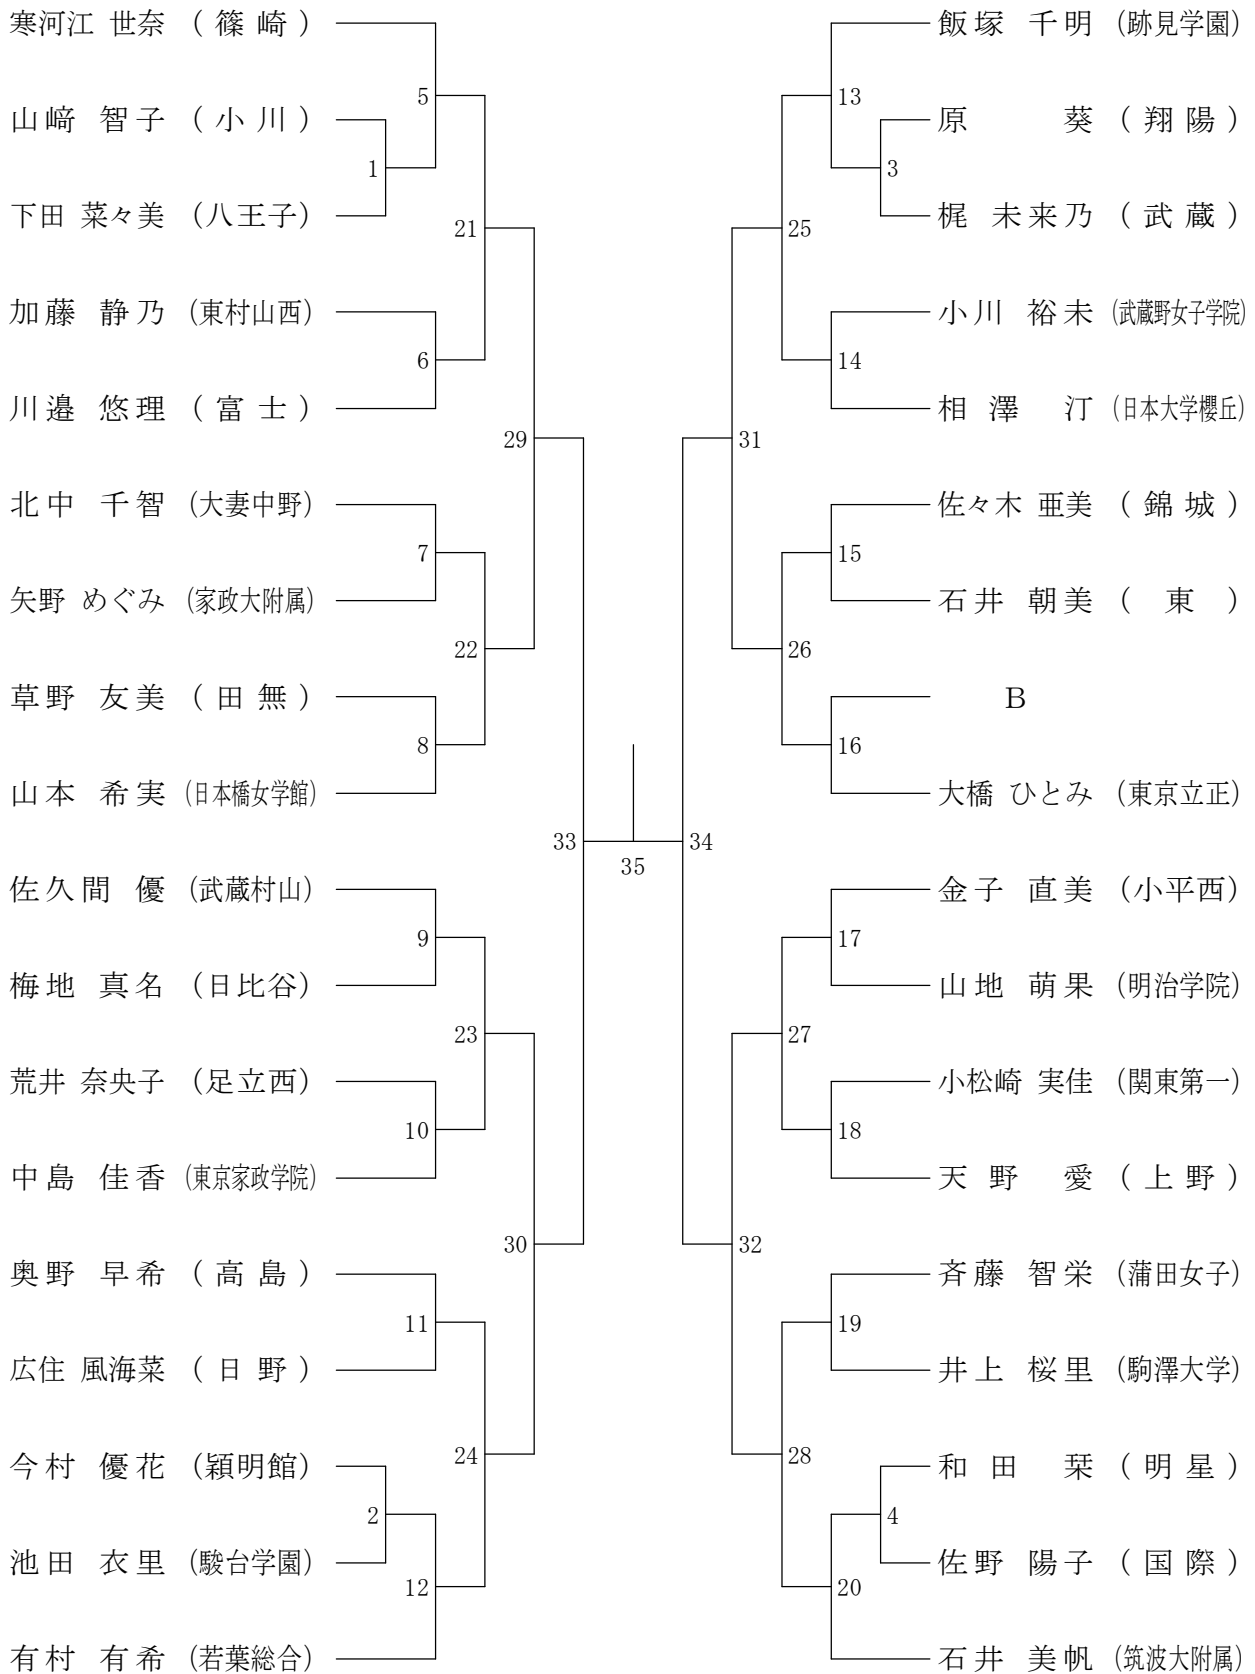 寒河江 世奈 （ 篠 崎 ）
5
山﨑 智子 （ 小 川 ）
1
下田 菜々美 （八王子）
21
加藤 静乃 （東村山西）
6
川邉 悠理 （ 富 士 ）
29
北中 千智 （大妻中野）
7
矢野 めぐみ （家政大附属）
22
草野 友美 （ 田 無 ）
8
山本 希実 （日本橋女学館）
33
佐久間 優 （武蔵村山）
9
梅地 真名 （日比谷）
23
荒井 奈央子 （足立西）
10
中島 佳香 （東京家政学院）
30
奥野 早希 （ 高 島 ）
11
広住 風海菜 （ 日 野 ）
24
今村 優花 （穎明館）
2
池田 衣里 （駿台学園）
12
有村 有希 （若葉総合）
35
飯塚 千明 （跡見学園）
13
原 葵 （ 翔 陽 ）
3
梶 未来乃 （ 武 蔵 ）
25
小川 裕未 （武蔵野女子学院）
14
相澤 汀 （日本大学櫻丘）
31
佐々木 亜美 （ 錦 城 ）
15
石井 朝美 （ 東 ）
26
B
16
大橋 ひとみ （東京立正）
34
金子 直美 （小平西）
17
山地 萌果 （明治学院）
27
小松崎 実佳 （関東第一）
18
天野 愛 （ 上 野 ）
32
斉藤 智栄 （蒲田女子）
19
井上 桜里 （駒澤大学）
28
和田 栞 （ 明 星 ）
4
佐野 陽子 （ 国 際 ）
20
石井 美帆 （筑波大附属）